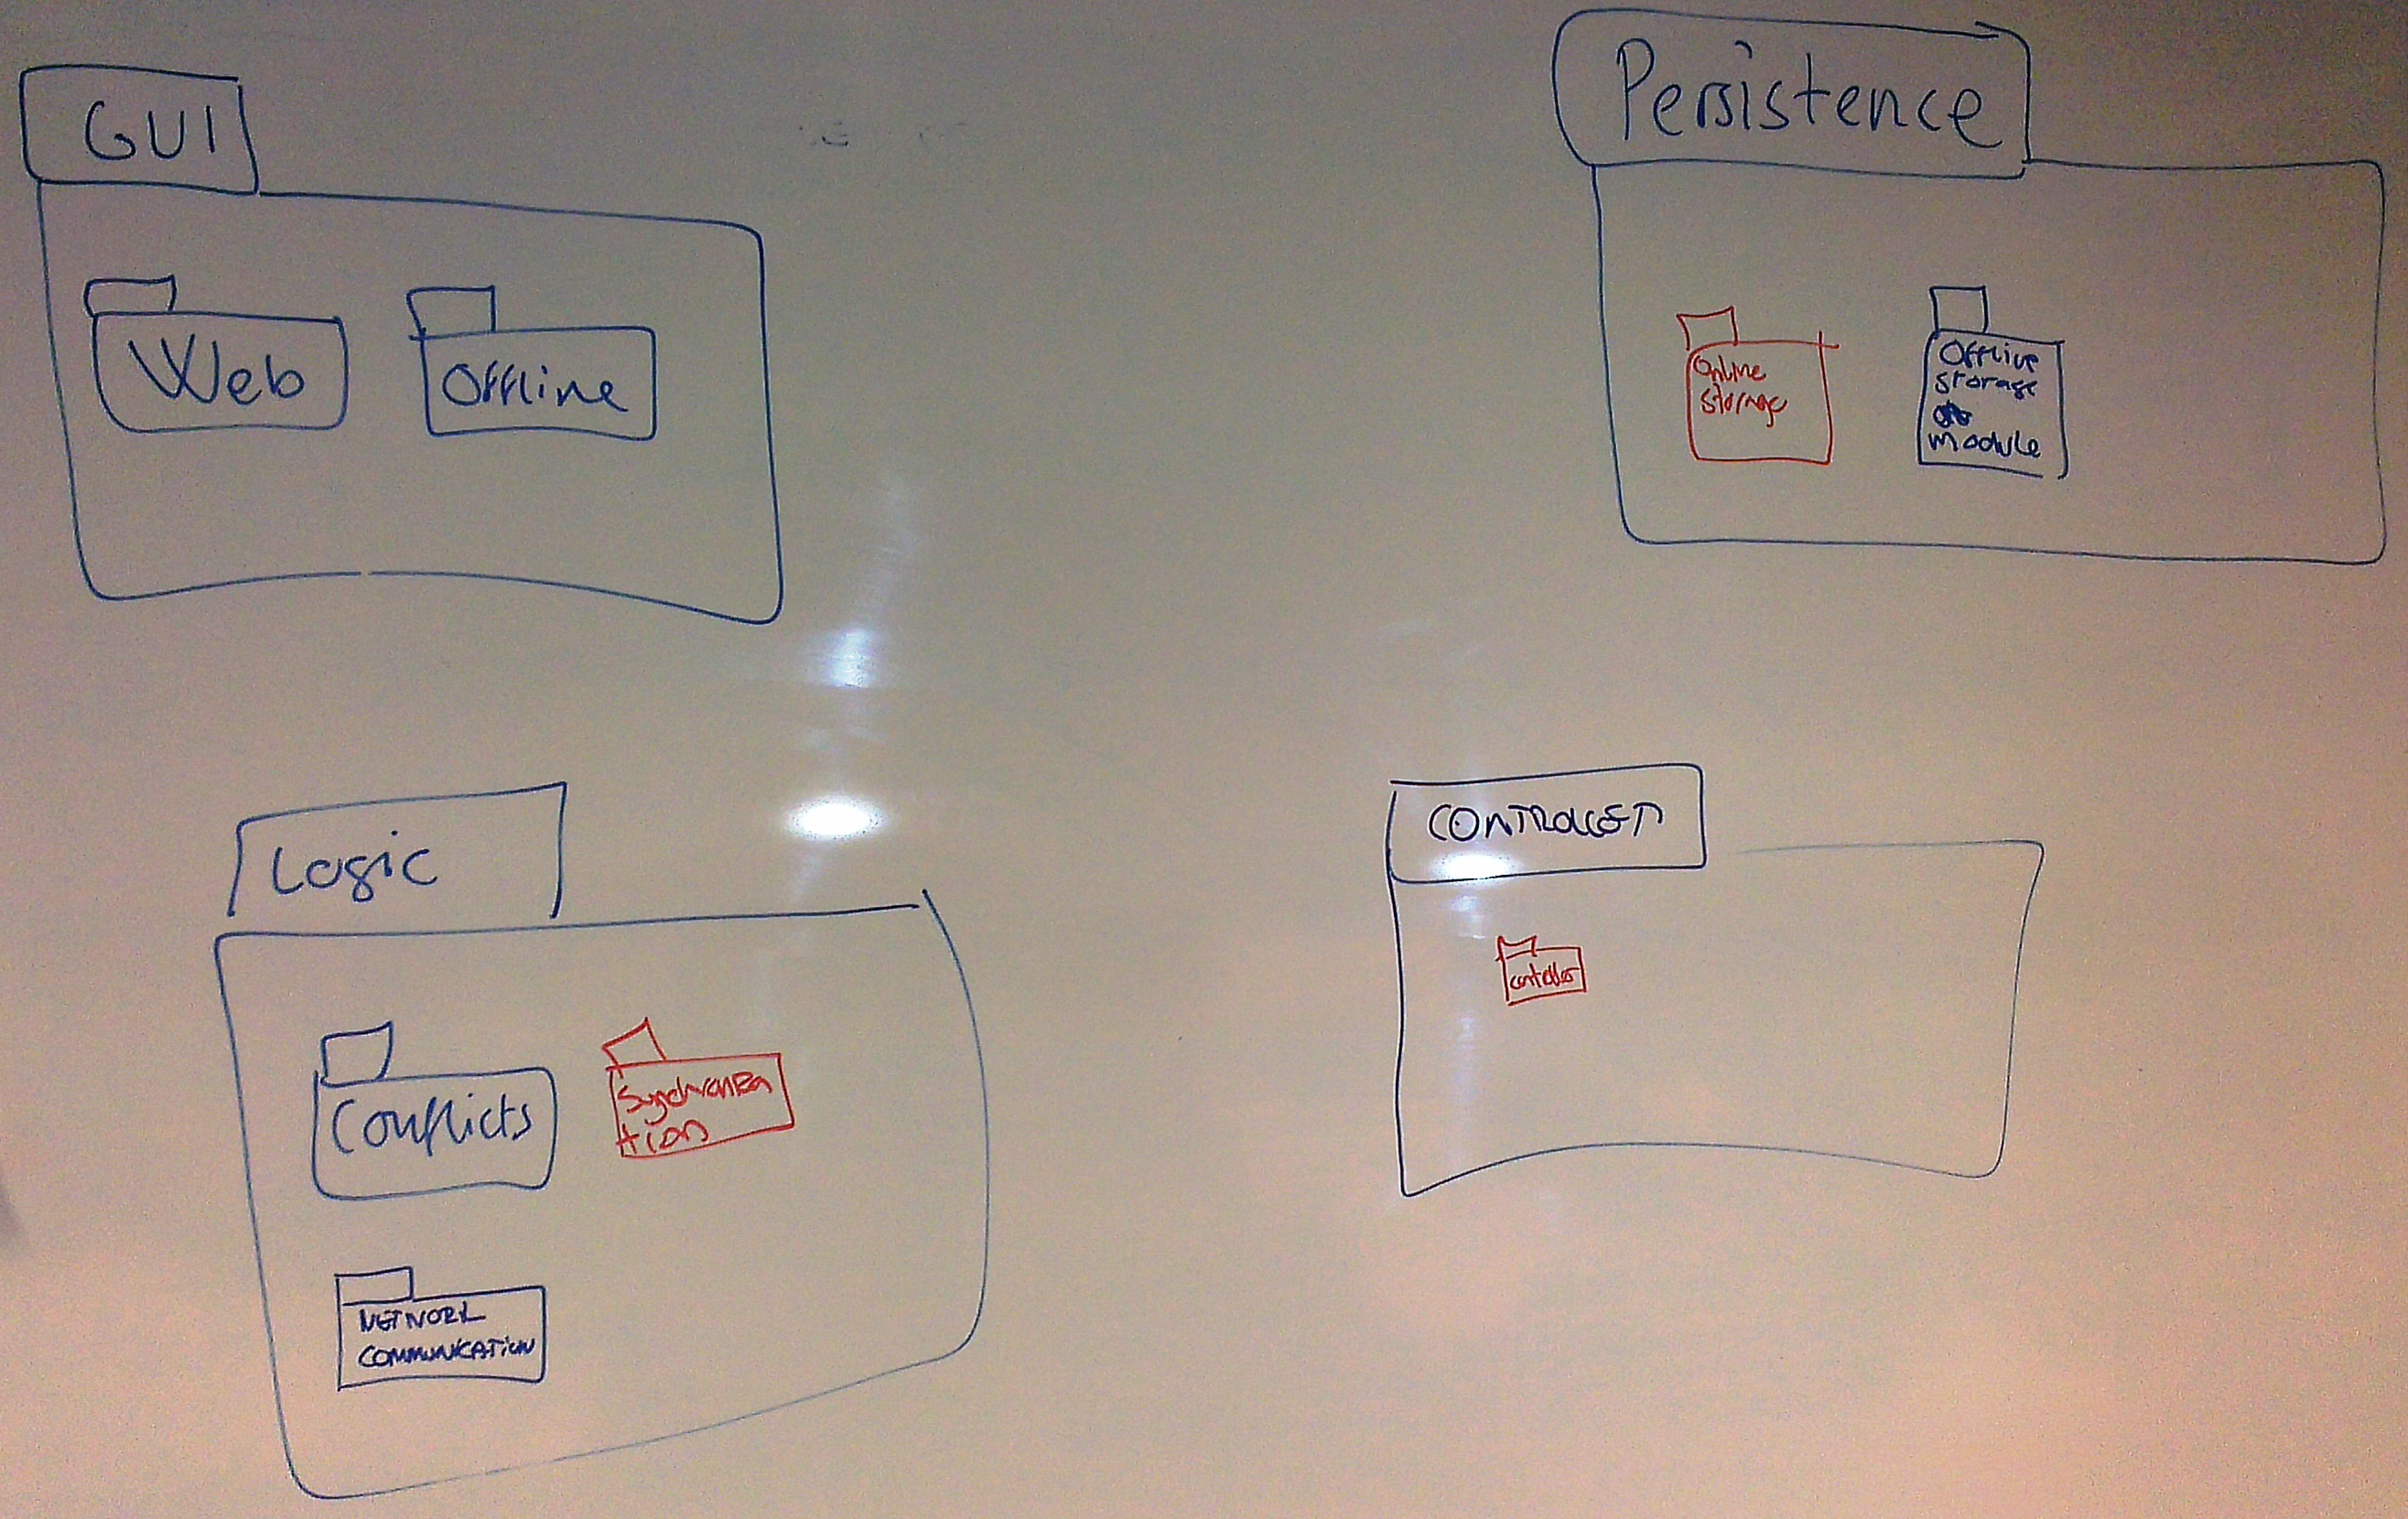 GUI
Web
Offline
Persistence
Online
storage
Offline
storage
module
Logic
Conflicts
Synchroniza
tion
NETWORK
COMMUNICATION
CONTROLLER
controller